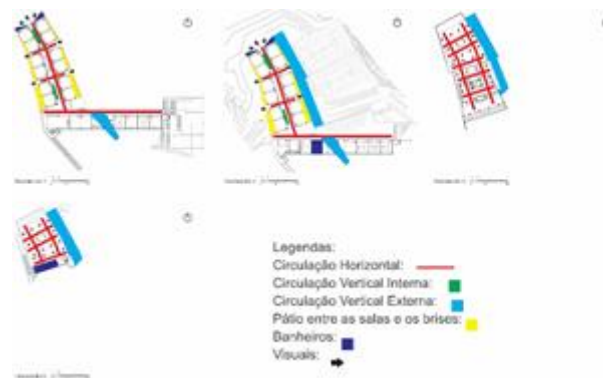 Legendas:
Circulação Horizontal:
Circulação Vertical Interna:
Circulação Vertical Externa:
Pátio entre as salas e os brises:
Banheiros:
Visuais: